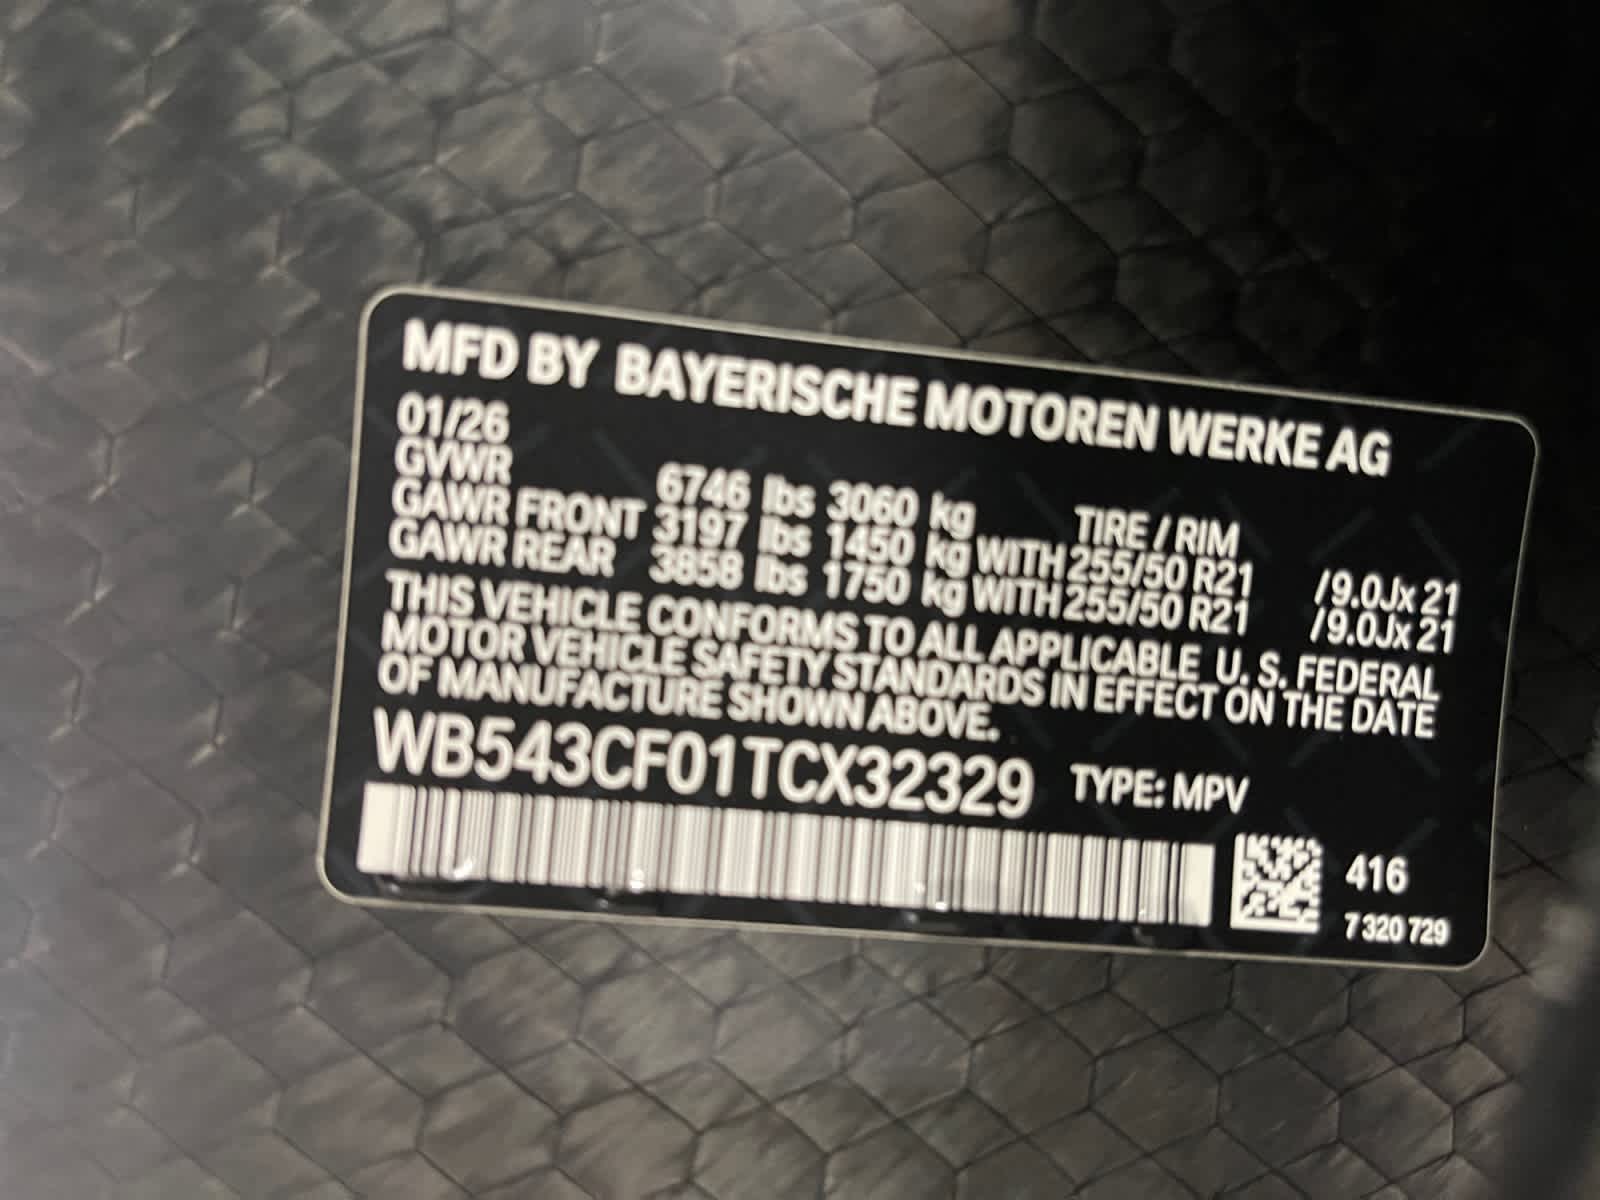 MFD BY BAYERISCHE MOTOREN WERKE AG
01/26
GVWR 6746 lbs 3060 kg TIRE / RIM
GAWR FRONT 3197 lbs 1450 kg WITH 255/50 R21 /9.0Jx 21
GAWR REAR 3858 lbs 1750 kg WITH 255/50 R21 /9.0Jx 21
THIS VEHICLE CONFORMS TO ALL APPLICABLE U. S. FEDERAL
MOTOR VEHICLE SAFETY STANDARDS IN EFFECT ON THE DATE
OF MANUFACTURE SHOWN ABOVE.
WB543CF01TCX32329 TYPE: MPV
416
7 320 729